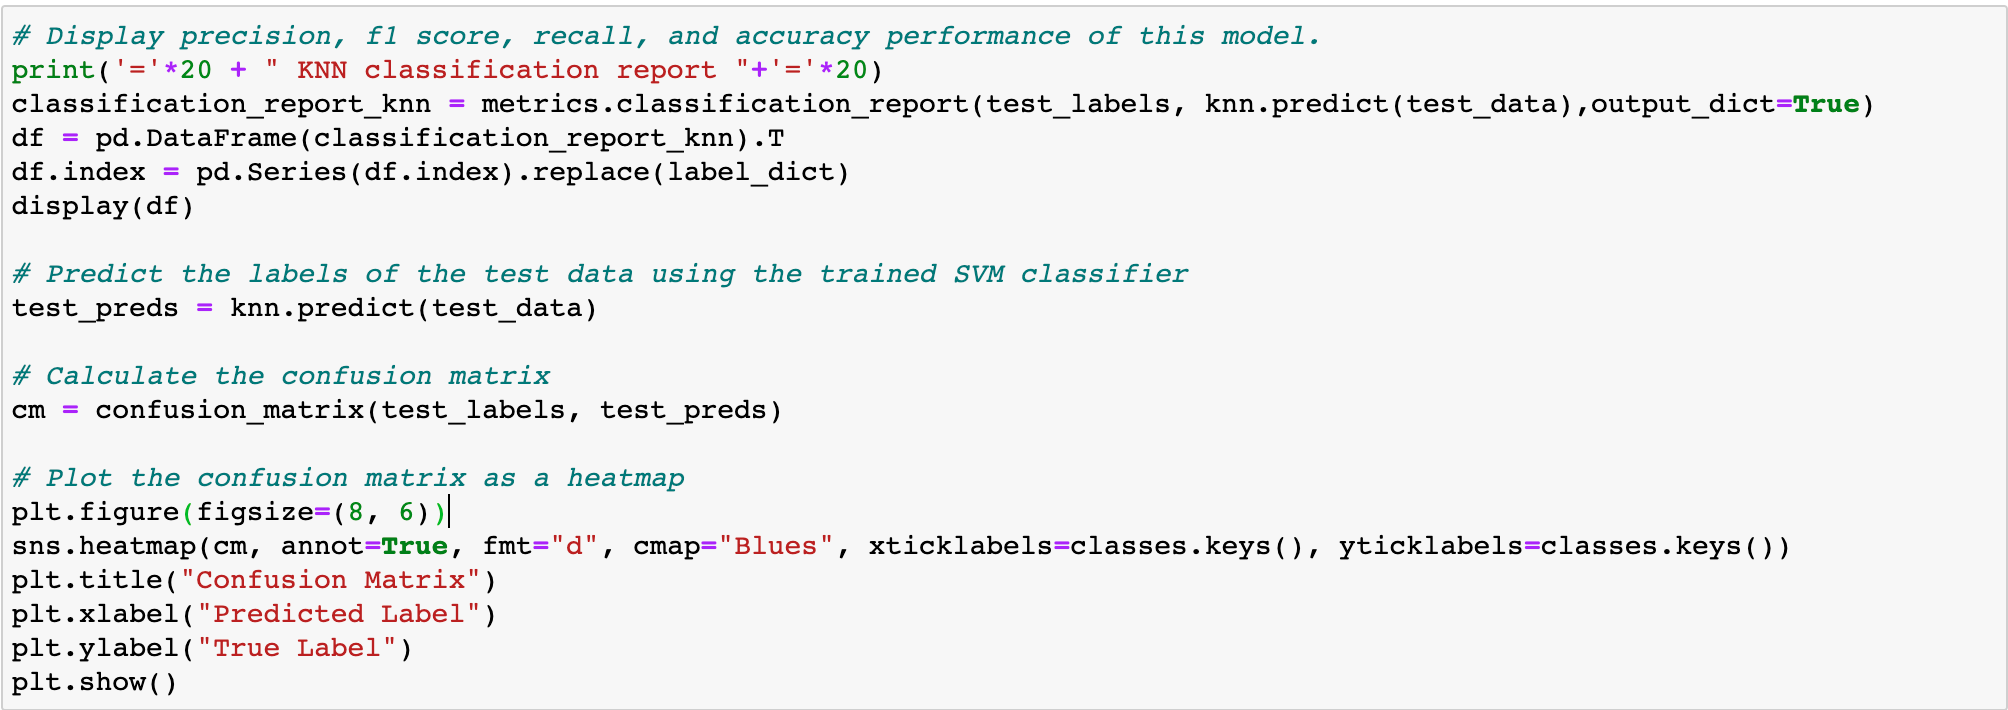 # Display precision, f1 score, recall, and accuracy performance of this model.
print('='*20 + " KNN classification report "+'='*20)
classification_report_knn = metrics.classification_report(test_labels, knn.predict(test_data),output_dict=True)
df = pd.DataFrame(classification_report_knn).T
df.index = pd.Series(df.index).replace(label_dict)
display(df)

# Predict the labels of the test data using the trained SVM classifier
test_preds = knn.predict(test_data)

# Calculate the confusion matrix
cm = confusion_matrix(test_labels, test_preds)

# Plot the confusion matrix as a heatmap
plt.figure(figsize=(8, 6))
sns.heatmap(cm, annot=True, fmt="d", cmap="Blues", xticklabels=classes.keys(), yticklabels=classes.keys())
plt.title("Confusion Matrix")
plt.xlabel("Predicted Label")
plt.ylabel("True Label")
plt.show()